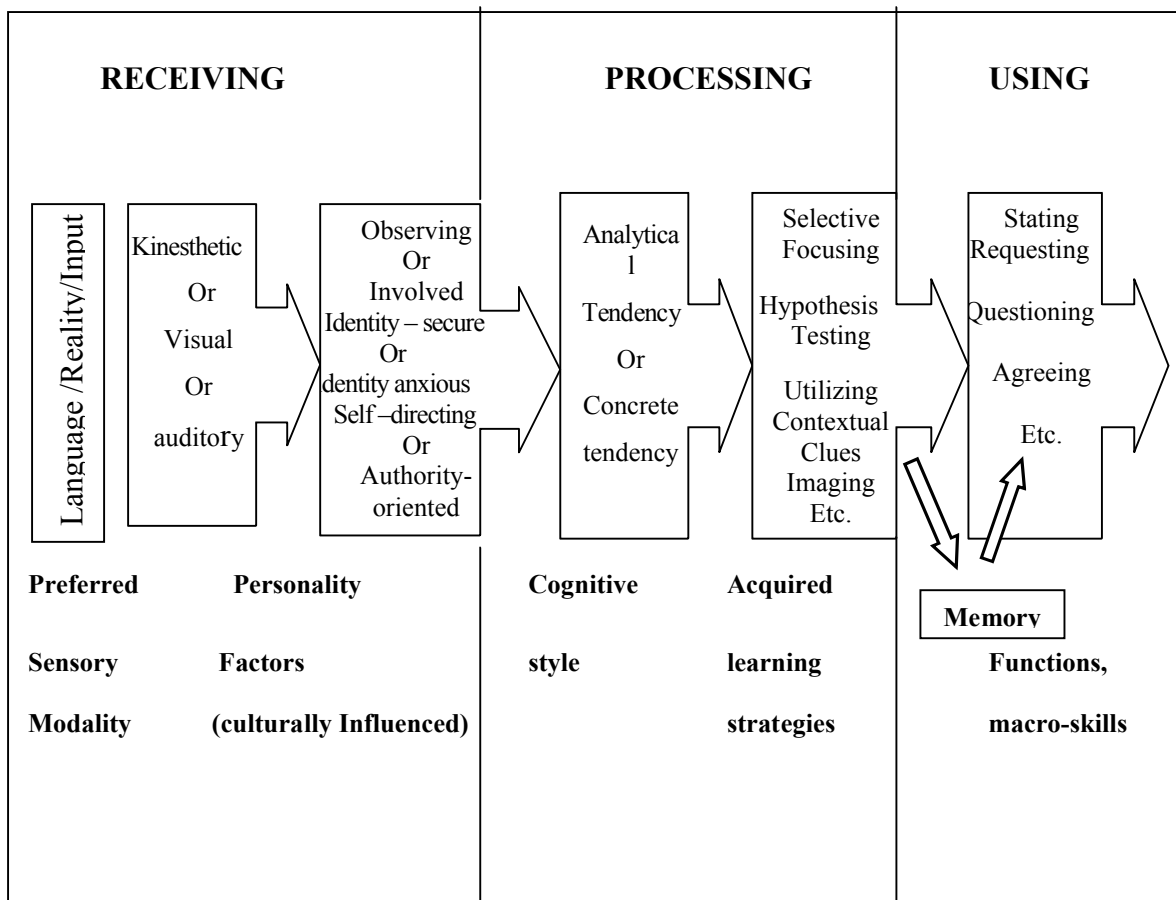 RECEIVING
PROCESSING
USING
Language /Reality/Input
Kinesthetic
Or
Visual
Or
auditory
Observing
Or
Involved
Identity – secure
Or
dentity anxious
Self –directing
Or
Authority-
oriented
Analytica
l
Tendency
Or
Concrete
tendency
Selective
Focusing
Hypothesis
Testing
Utilizing
Contextual
Clues
Imaging
Etc.
Stating
Requesting
Questioning
Agreeing
Etc.
Preferred
Sensory
Modality
Personality
Factors
(culturally Influenced)
Cognitive
style
Acquired
learning
strategies
Memory
Functions,
macro-skills